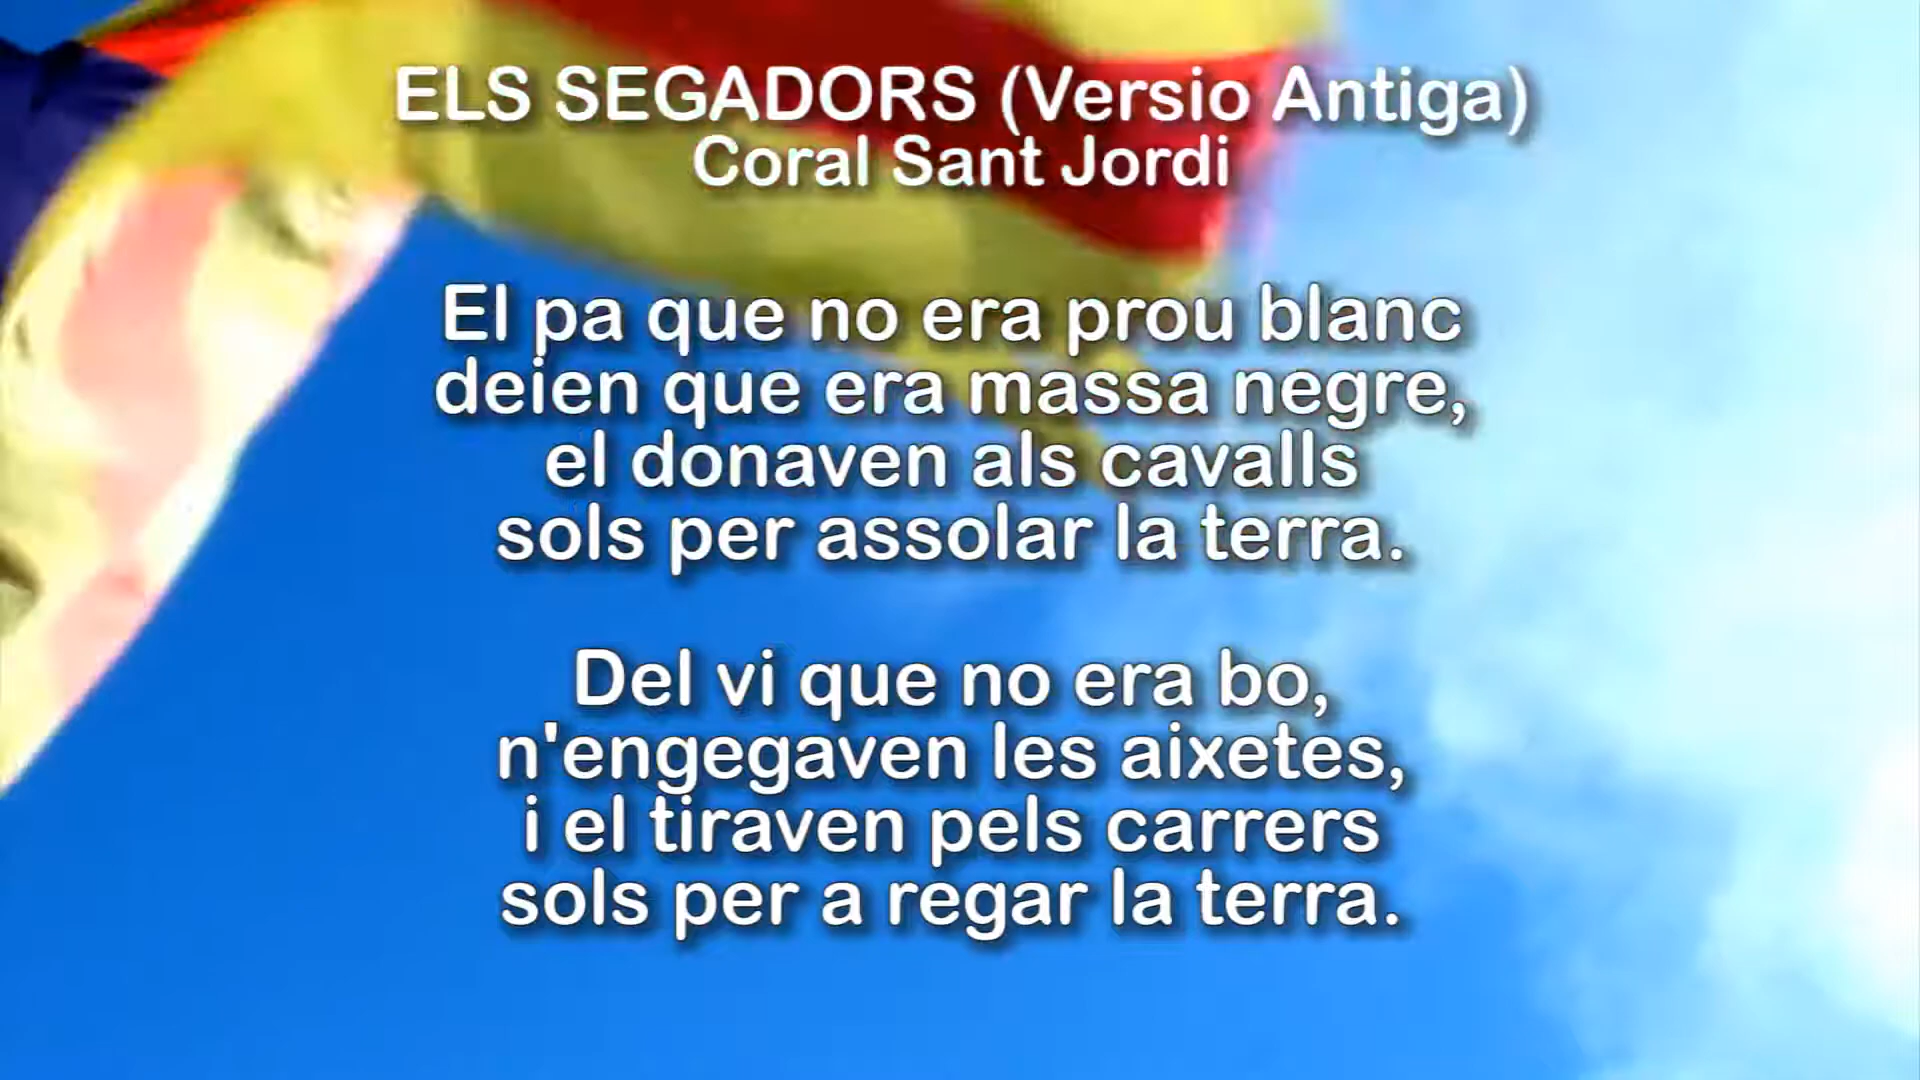 ELS SEGADORS (Versio Antiga)
Coral Sant Jordi
El pa que no era prou blanc
deien que era massa negre,
el donaven als cavalls
sols per assolar la terra.
Del vi que no era bo,
n'engegaven les aixetes,
i el tiraven pels carrers
sols per a regar la terra.